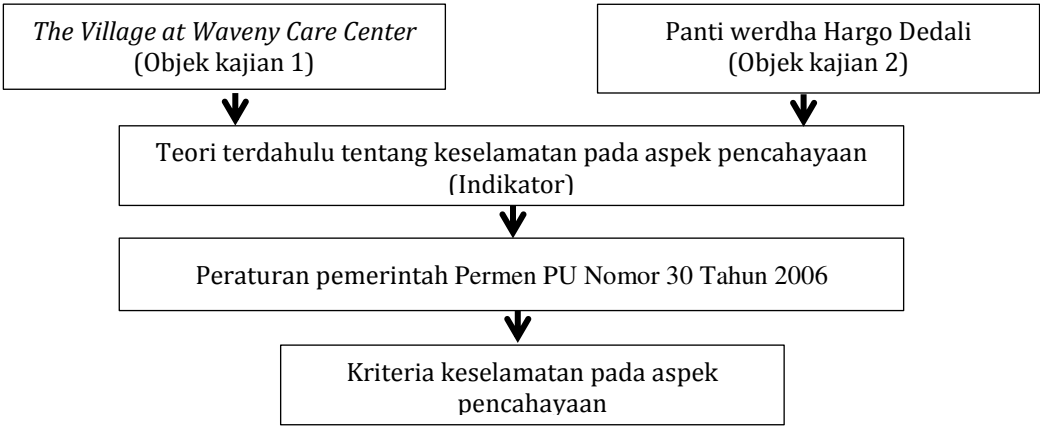 The Village at Waveny Care Center
(Objek kajian 1)
Panti werdha Hargo Dedali
(Objek kajian 2)
Teori terdahulu tentang keselamatan pada aspek pencahayaan
(Indikator)
Peraturan pemerintah Permen PU Nomor 30 Tahun 2006
Kriteria keselamatan pada aspek
pencahayaan